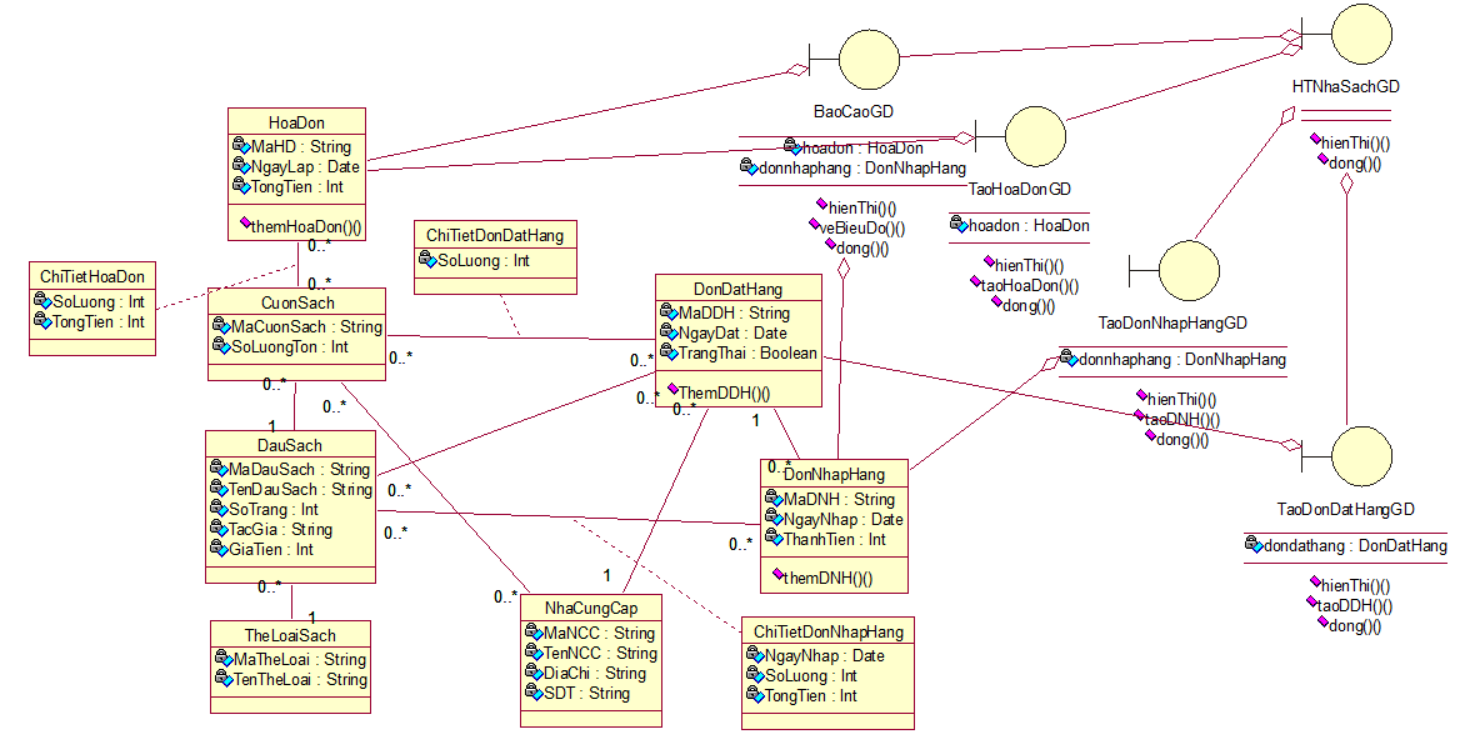 HTNhaSachGD
hienThi()()
dong()()
BaoCaoGD
hoadon : HoaDon
donnhaphang : DonNhapHang
hienThi()()
veBieuDo()()
dong()()
TaoHoaDonGD
hoadon : HoaDon
hienThi()()
taoHoaDon()()
dong()()
HoaDon
MaHD : String
NgayLap : Date
TongTien : Int
themHoaDon()()
0..*
0..*
ChiTietHoaDon
SoLuong : Int
TongTien : Int
ChiTietDonDatHang
SoLuong : Int
CuonSach
MaCuonSach : String
SoLuongTon : Int
0..*
0..*
0..*
1
DonDatHang
MaDDH : String
NgayDat : Date
TrangThai : Boolean
ThemDDH()()
0..*
0..*
0..*
1
TaoDonNhapHangGD
donnhaphang : DonNhapHang
hienThi()()
taoDNH()()
dong()()
DauSach
MaDauSach : String
TenDauSach : String
SoTrang : Int
TacGia : String
GiaTien : Int
0..*
0..*
0..*
1
0..*
DonNhapHang
MaDNH : String
NgayNhap : Date
ThanhTien : Int
themDNH()()
0..*
TaoDonDatHangGD
dondathang : DonDatHang
hienThi()()
taoDDH()()
dong()()
TheLoaiSach
MaTheLoai : String
TenTheLoai : String
1
0..*
NhaCungCap
MaNCC : String
TenNCC : String
DiaChi : String
SDT : String
ChiTietDonNhapHang
NgayNhap : Date
SoLuong : Int
TongTien : Int